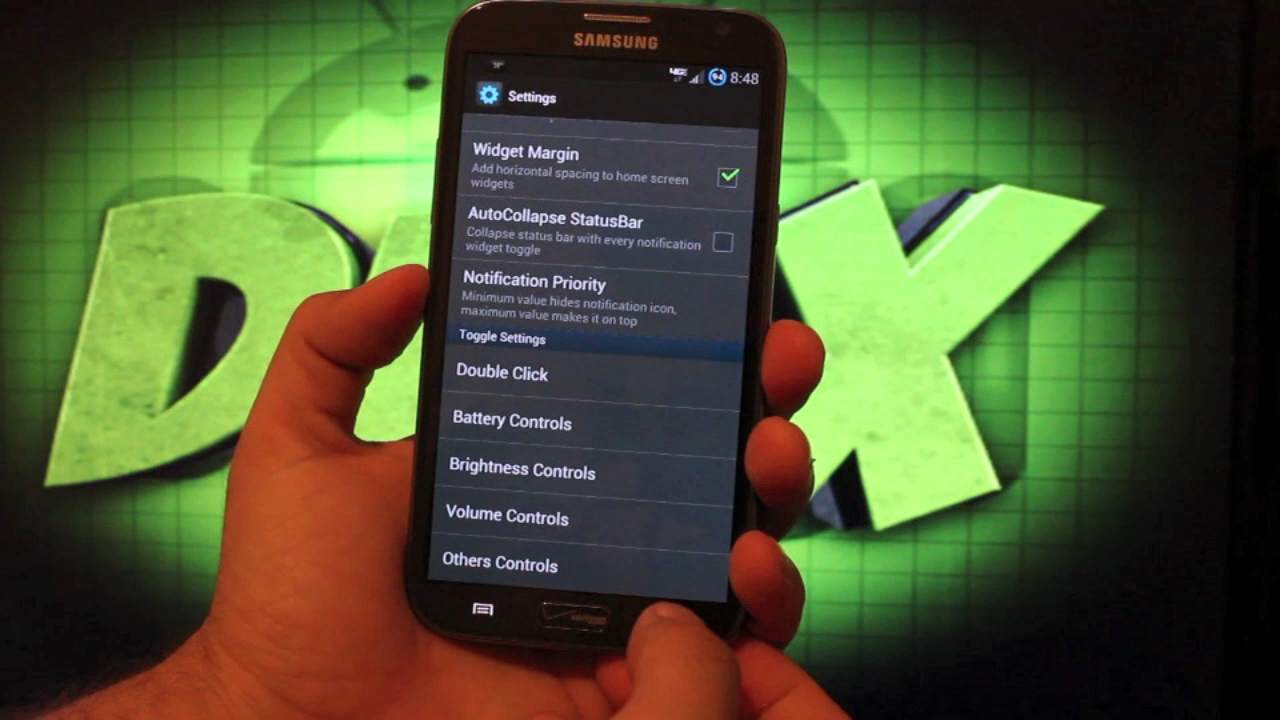 SAMSUNG
94 8:48
Settings
Widget Margin
Add horizontal spacing to home screen
widgets
AutoCollapse StatusBar
Collapse status bar with every notification
widget toggle
Notification Priority
Minimum value hides notification icon,
maximum value makes it on top
Toggle Settings
Double Click
Battery Controls
Brightness Controls
Volume Controls
Others Controls
verizon